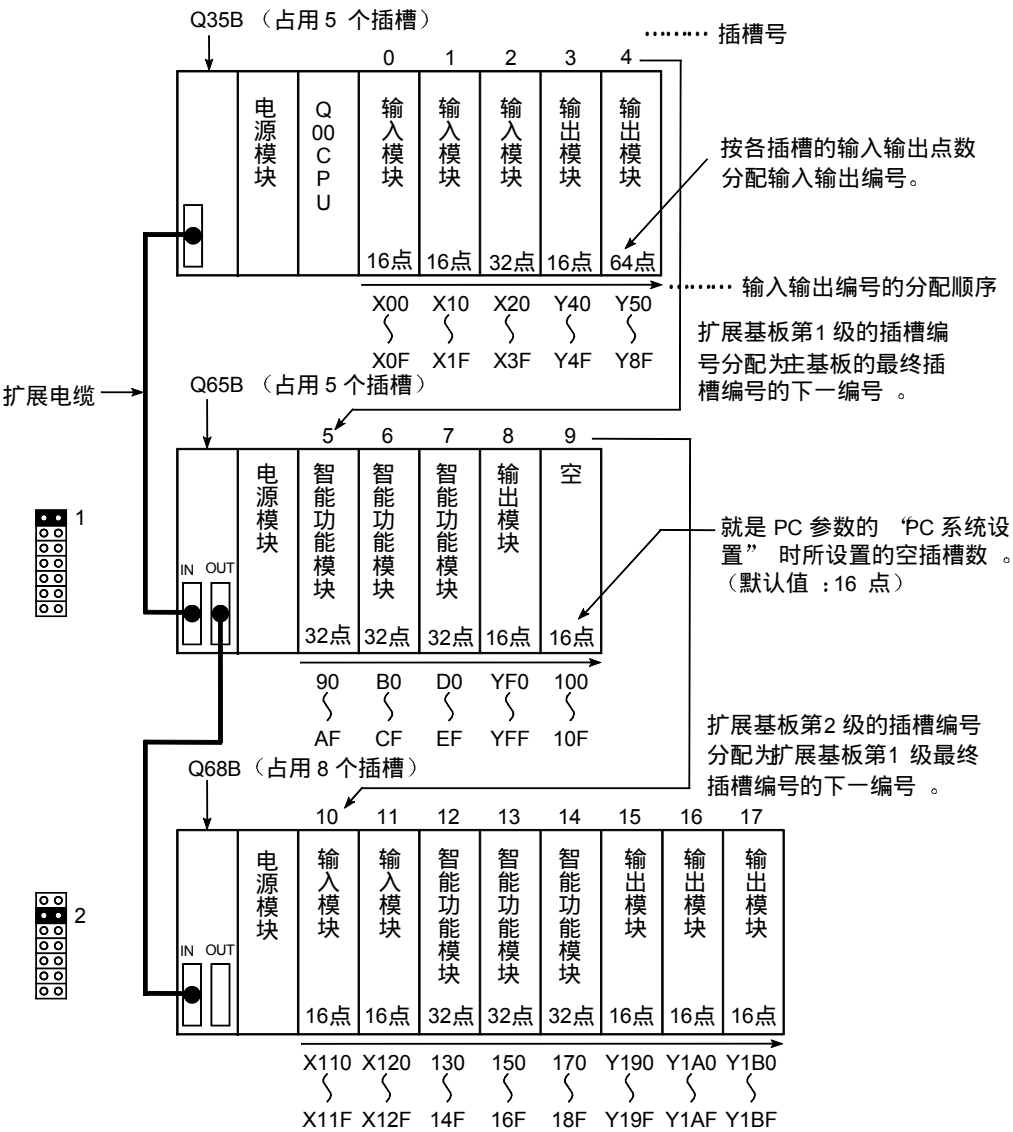 Q35B （占用 5 个插槽）
········· 插槽号
0 1 2 3 4
电源模块
Q00CPU
输入模块
输入模块
输入模块
输出模块
输出模块
按各插槽的输入输出点数
分配输入输出编号。
16点 16点 32点 16点 64点
········· 输入输出编号的分配顺序
X00 X10 X20 Y40 Y50
X0F X1F X3F Y4F Y8F
扩展基板第1 级的插槽编
号分配为主基板的最终插
槽编号的下一编号 。
扩展电缆
Q65B （占用 5 个插槽）
5 6 7 8 9
电源模块
智能功能模块
智能功能模块
智能功能模块
输出模块
空
1
IN OUT
就是 PC 参数的 “PC 系统设
置” 时所设置的空插槽数 。
（默认值 :16 点）
32点 32点 32点 16点 16点
90 B0 D0 YF0 100
AF CF EF YFF 10F
扩展基板第2 级的插槽编号
分配为扩展基板第1 级最终
插槽编号的下一编号 。
Q68B （占用 8 个插槽）
10 11 12 13 14 15 16 17
电源模块
输入模块
输入模块
智能功能模块
智能功能模块
智能功能模块
输出模块
输出模块
输出模块
2
IN OUT
16点 16点 32点 32点 32点 16点 16点 16点
X110 X120 130 150 170 Y190 Y1A0 Y1B0
X11F X12F 14F 16F 18F Y19F Y1AF Y1BF